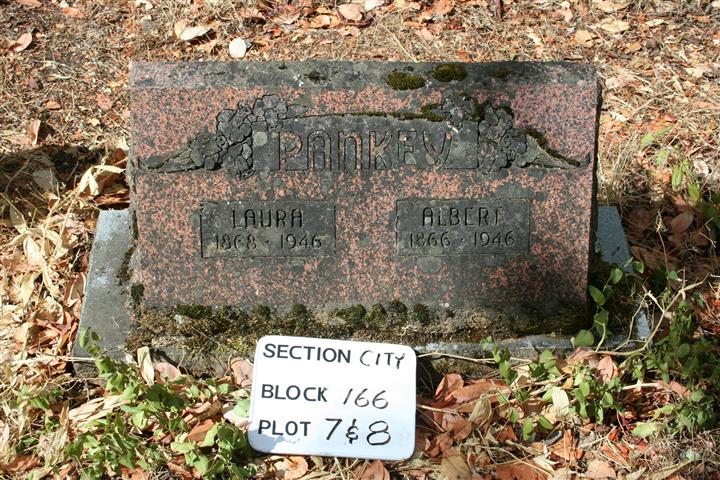 PANKEY
LAURA
1868 - 1946
ALBERT
1866 - 1946
SECTION CITY
BLOCK 166
PLOT 7 & 8